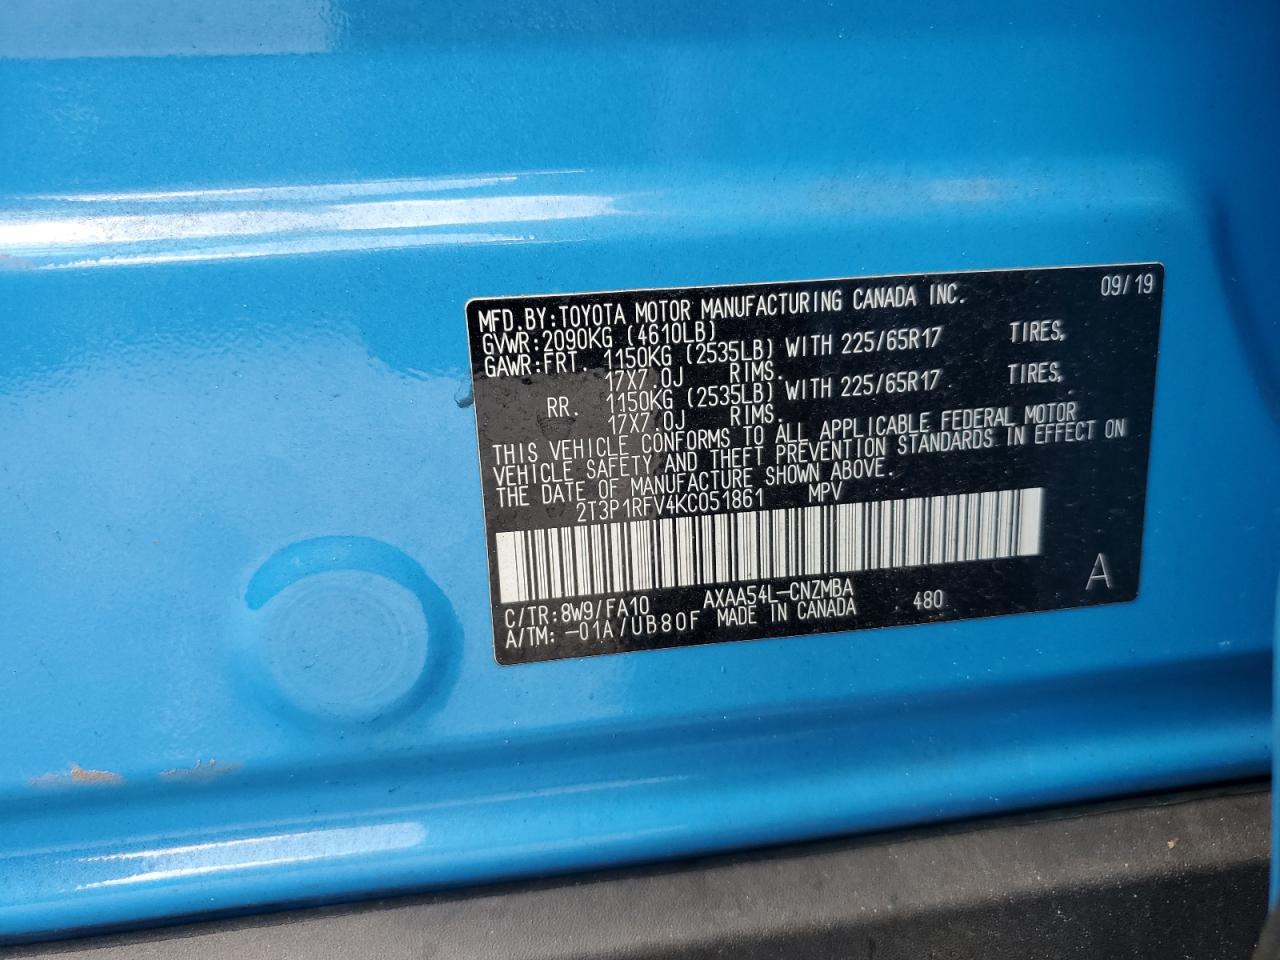 09/19
MFD.BY:TOYOTA MOTOR MANUFACTURING CANADA INC.
GVWR:2090KG (4610LB)
GAWR:FRT. 1150KG (2535LB) WITH 225/65R17 TIRES,
17X7.0J RIMS.
RR. 1150KG (2535LB) WITH 225/65R17 TIRES,
17X7.0J RIMS.
THIS VEHICLE CONFORMS TO ALL APPLICABLE FEDERAL MOTOR
VEHICLE SAFETY AND THEFT PREVENTION STANDARDS IN EFFECT ON
THE DATE OF MANUFACTURE SHOWN ABOVE.
2T3P1RFV4KC051861 MPV
A
C/TR:8W9/FA10 AXAA54L-CNZMBA 480
A/TM:-01A/UB80F MADE IN CANADA